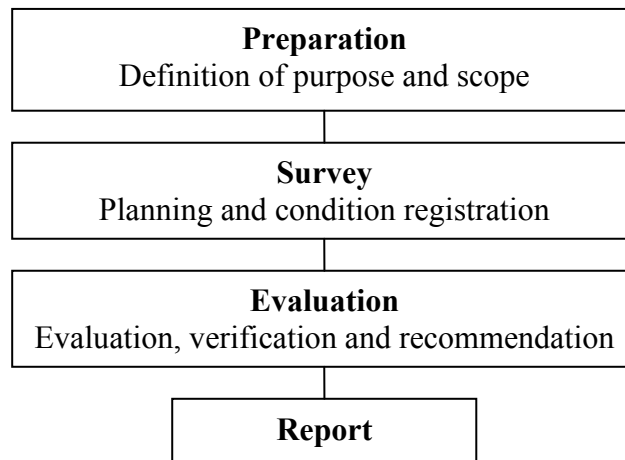 Preparation
Definition of purpose and scope
Survey
Planning and condition registration
Evaluation
Evaluation, verification and recommendation
Report